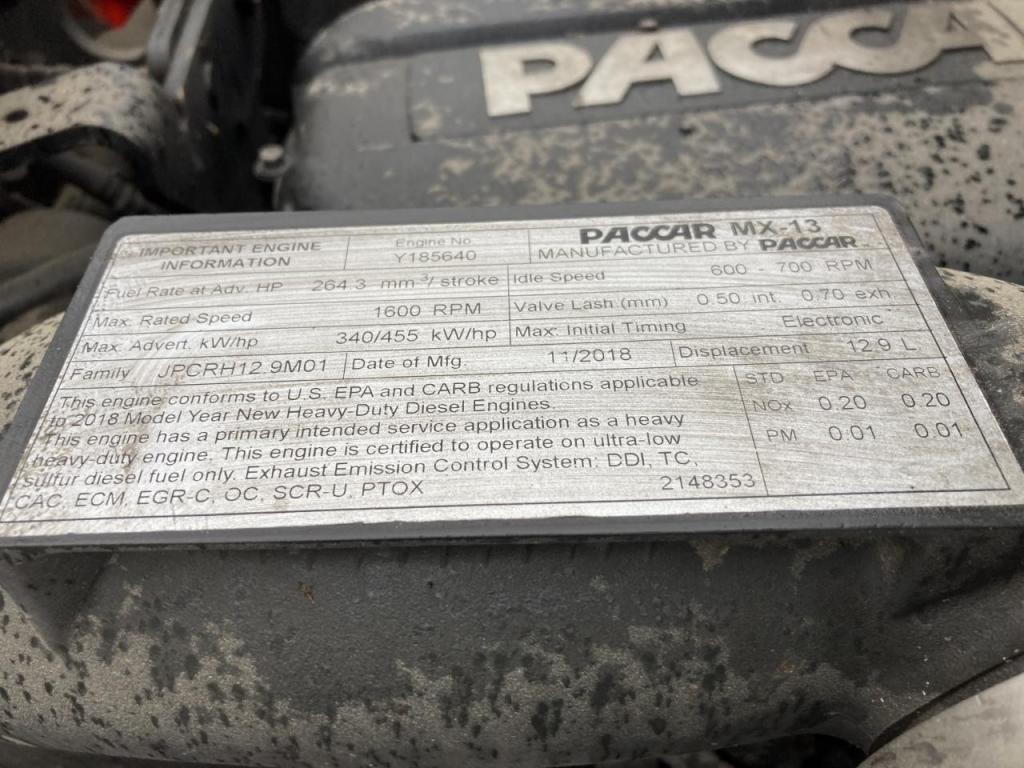 PACCA
IMPORTANT ENGINE INFORMATION
Engine No.
Y185640
PACCAR MX-13
MANUFACTURED BY PACCAR
Fuel Rate at Adv. HP 264.3 mm³/ stroke
Idle Speed 600 - 700 RPM
Max. Rated Speed 1600 RPM
Valve Lash (mm) 0.50 int. 0.70 exh.
Max. Advert. kW/hp 340/455 kW/hp
Max. Initial Timing Electronic
Family JPCRH12.9M01
Date of Mfg. 11/2018
Displacement 12.9 L
This engine conforms to U.S. EPA and CARB regulations applicable
to 2018 Model Year New Heavy-Duty Diesel Engines.
This engine has a primary intended service application as a heavy
heavy-duty engine. This engine is certified to operate on ultra-low
sulfur diesel fuel only. Exhaust Emission Control System: DDI, TC,
CAC, ECM, EGR-C, OC, SCR-U, PTOX
2148353
STD EPA CARB
NOX 0.20 0.20
PM 0.01 0.01